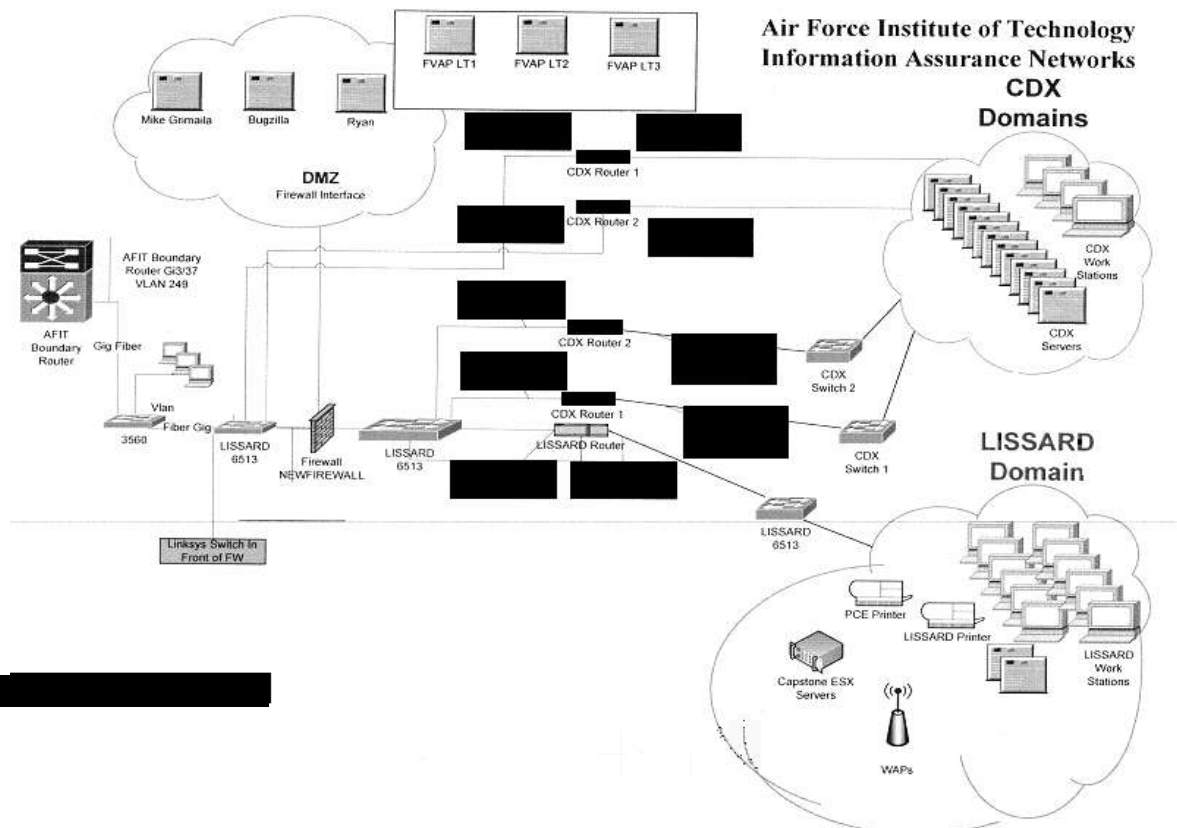 Air Force Institute of Technology
Information Assurance Networks
FVAP LT1
FVAP LT2
FVAP LT3
Mike Grimaila
Bugzilla
Ryan
DMZ
Firewall Interface
CDX
Domains
CDX Router 1
CDX Router 2
CDX
Work
Stations
CDX
Servers
AFIT Boundary
Router Gi3/37
VLAN 249
AFIT
Boundary
Router
Gig Fiber
Vlan
Fiber Gig
3560
LISSARD
6513
Firewall
NEWFIREWALL
LISSARD
6513
CDX Router 2
CDX Router 1
LISSARD Router
CDX
Switch 2
CDX
Switch 1
LISSARD
Domain
LISSARD
6513
Linksys Switch In
Front of FW
PCE Printer
LISSARD Printer
Capstone ESX
Servers
LISSARD
Work
Stations
WAPs